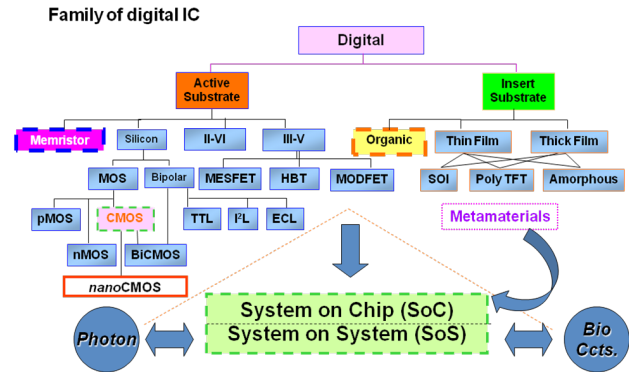 Family of digital IC
Digital
Active
Substrate
Insert
Substrate
Memristor
Silicon
II-VI
III-V
Organic
Thin Film
Thick Film
MOS
Bipolar
MESFET
HBT
MODFET
SOI
Poly TFT
Amorphous
pMOS
CMOS
TTL
I²L
ECL
Metamaterials
nMOS
BiCMOS
nanoCMOS
System on Chip (SoC)
System on System (SoS)
Photon
Bio
Ccts.